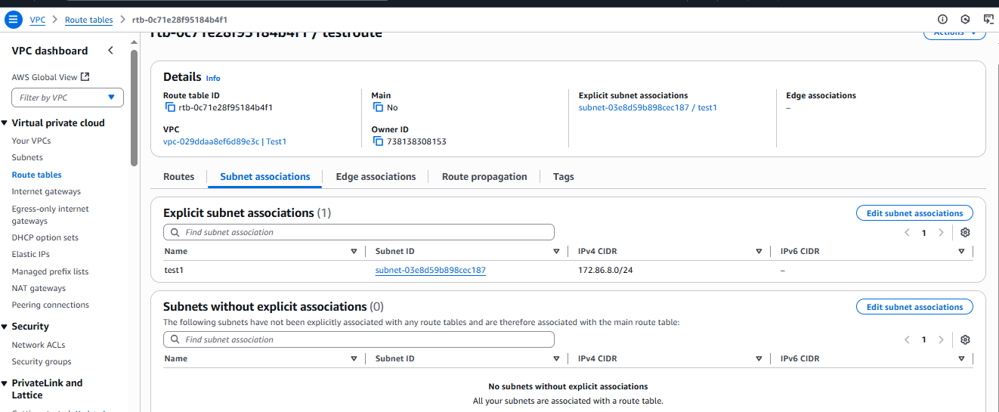 VPC > Route tables > rtb-0c71e28f95184b4f1
rtb-0c71e28f95184b4f1 / testroute
Actions
VPC dashboard
AWS Global View
Filter by VPC
Virtual private cloud
Your VPCs
Subnets
Route tables
Internet gateways
Egress-only internet
gateways
DHCP option sets
Elastic IPs
Managed prefix lists
NAT gateways
Peering connections
Security
Network ACLs
Security groups
PrivateLink and
Lattice
Details Info
Route table ID
rtb-0c71e28f95184b4f1
Main
No
Explicit subnet associations
subnet-03e8d59b898cec187 / test1
Edge associations
–
VPC
vpc-029ddaa8ef6d89e3c | Test1
Owner ID
738138308153
Routes Subnet associations Edge associations Route propagation Tags
Explicit subnet associations (1)
Edit subnet associations
Find subnet association
1
Name Subnet ID IPv4 CIDR IPv6 CIDR
test1 subnet-03e8d59b898cec187 172.86.8.0/24 –
Subnets without explicit associations (0)
Edit subnet associations
The following subnets have not been explicitly associated with any route tables and are therefore associated with the main route table:
Find subnet association
1
Name Subnet ID IPv4 CIDR IPv6 CIDR
No subnets without explicit associations
All your subnets are associated with a route table.